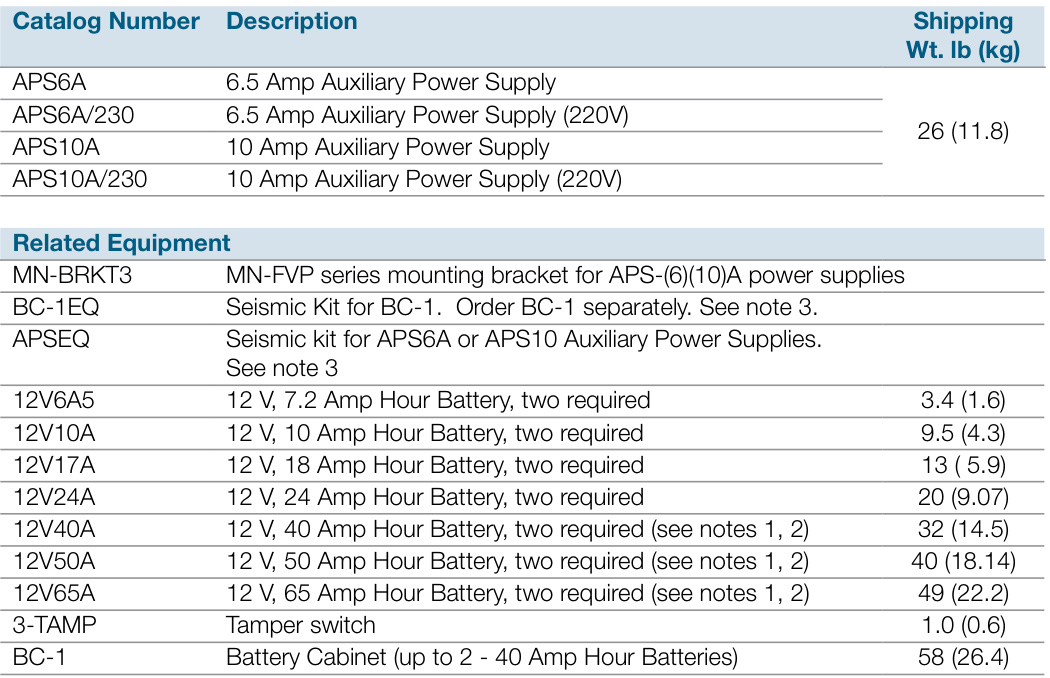 Catalog Number Description Shipping
Wt. lb (kg)
APS6A 6.5 Amp Auxiliary Power Supply
APS6A/230 6.5 Amp Auxiliary Power Supply (220V)
26 (11.8)
APS10A 10 Amp Auxiliary Power Supply
APS10A/230 10 Amp Auxiliary Power Supply (220V)
Related Equipment
MN-BRKT3 MN-FVP series mounting bracket for APS-(6)(10)A power supplies
BC-1EQ Seismic Kit for BC-1. Order BC-1 separately. See note 3.
APSEQ Seismic kit for APS6A or APS10 Auxiliary Power Supplies.
See note 3
12V6A5 12 V, 7.2 Amp Hour Battery, two required 3.4 (1.6)
12V10A 12 V, 10 Amp Hour Battery, two required 9.5 (4.3)
12V17A 12 V, 18 Amp Hour Battery, two required 13 ( 5.9)
12V24A 12 V, 24 Amp Hour Battery, two required 20 (9.07)
12V40A 12 V, 40 Amp Hour Battery, two required (see notes 1, 2) 32 (14.5)
12V50A 12 V, 50 Amp Hour Battery, two required (see notes 1, 2) 40 (18.14)
12V65A 12 V, 65 Amp Hour Battery, two required (see notes 1, 2) 49 (22.2)
3-TAMP Tamper switch 1.0 (0.6)
BC-1 Battery Cabinet (up to 2 - 40 Amp Hour Batteries) 58 (26.4)